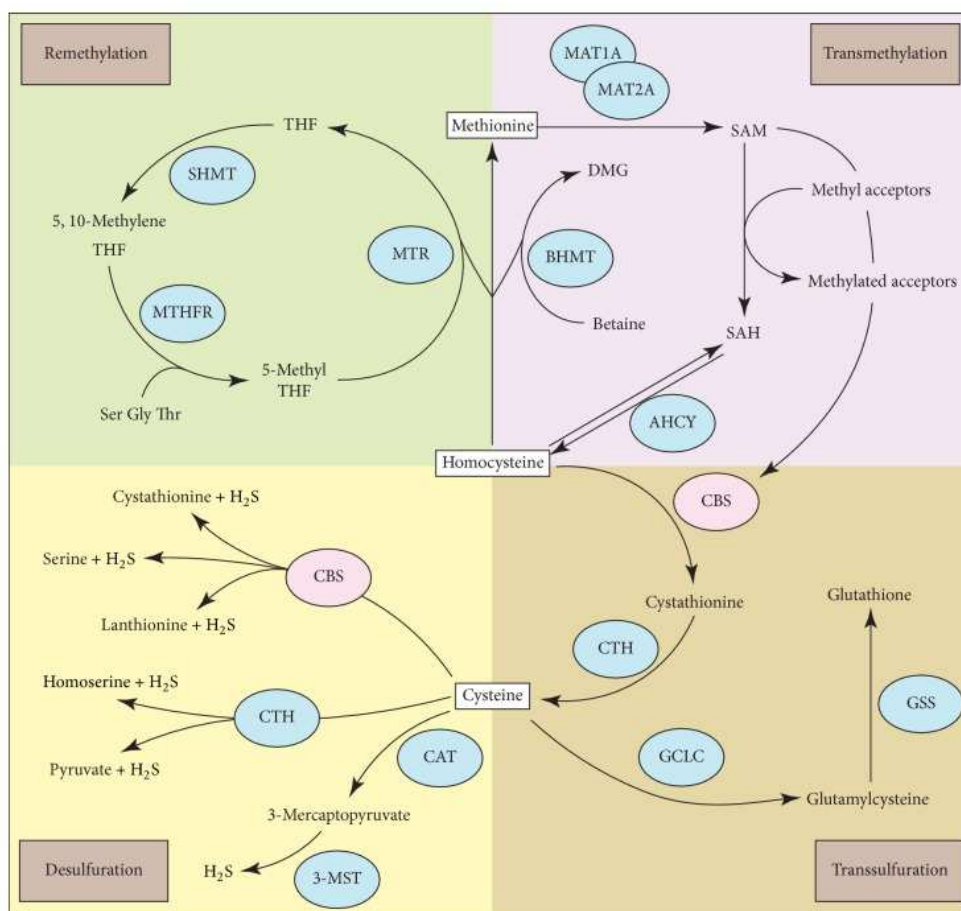 Remethylation
Transmethylation
MAT1A
MAT2A
THF
Methionine
SAM
SHMT
DMG
Methyl acceptors
5, 10-Methylene
THF
MTR
BHMT
Methylated acceptors
MTHFR
Betaine
SAH
5-Methyl
THF
Ser Gly Thr
AHCY
Homocysteine
CBS
Cystathionine + H₂S
Serine + H₂S
CBS
Lanthionine + H₂S
Cystathionine
Glutathione
CTH
Homoserine + H₂S
Cysteine
CTH
GSS
CAT
GCLC
Pyruvate + H₂S
3-Mercaptopyruvate
Glutamylcysteine
H₂S
3-MST
Desulfuration
Transsulfuration